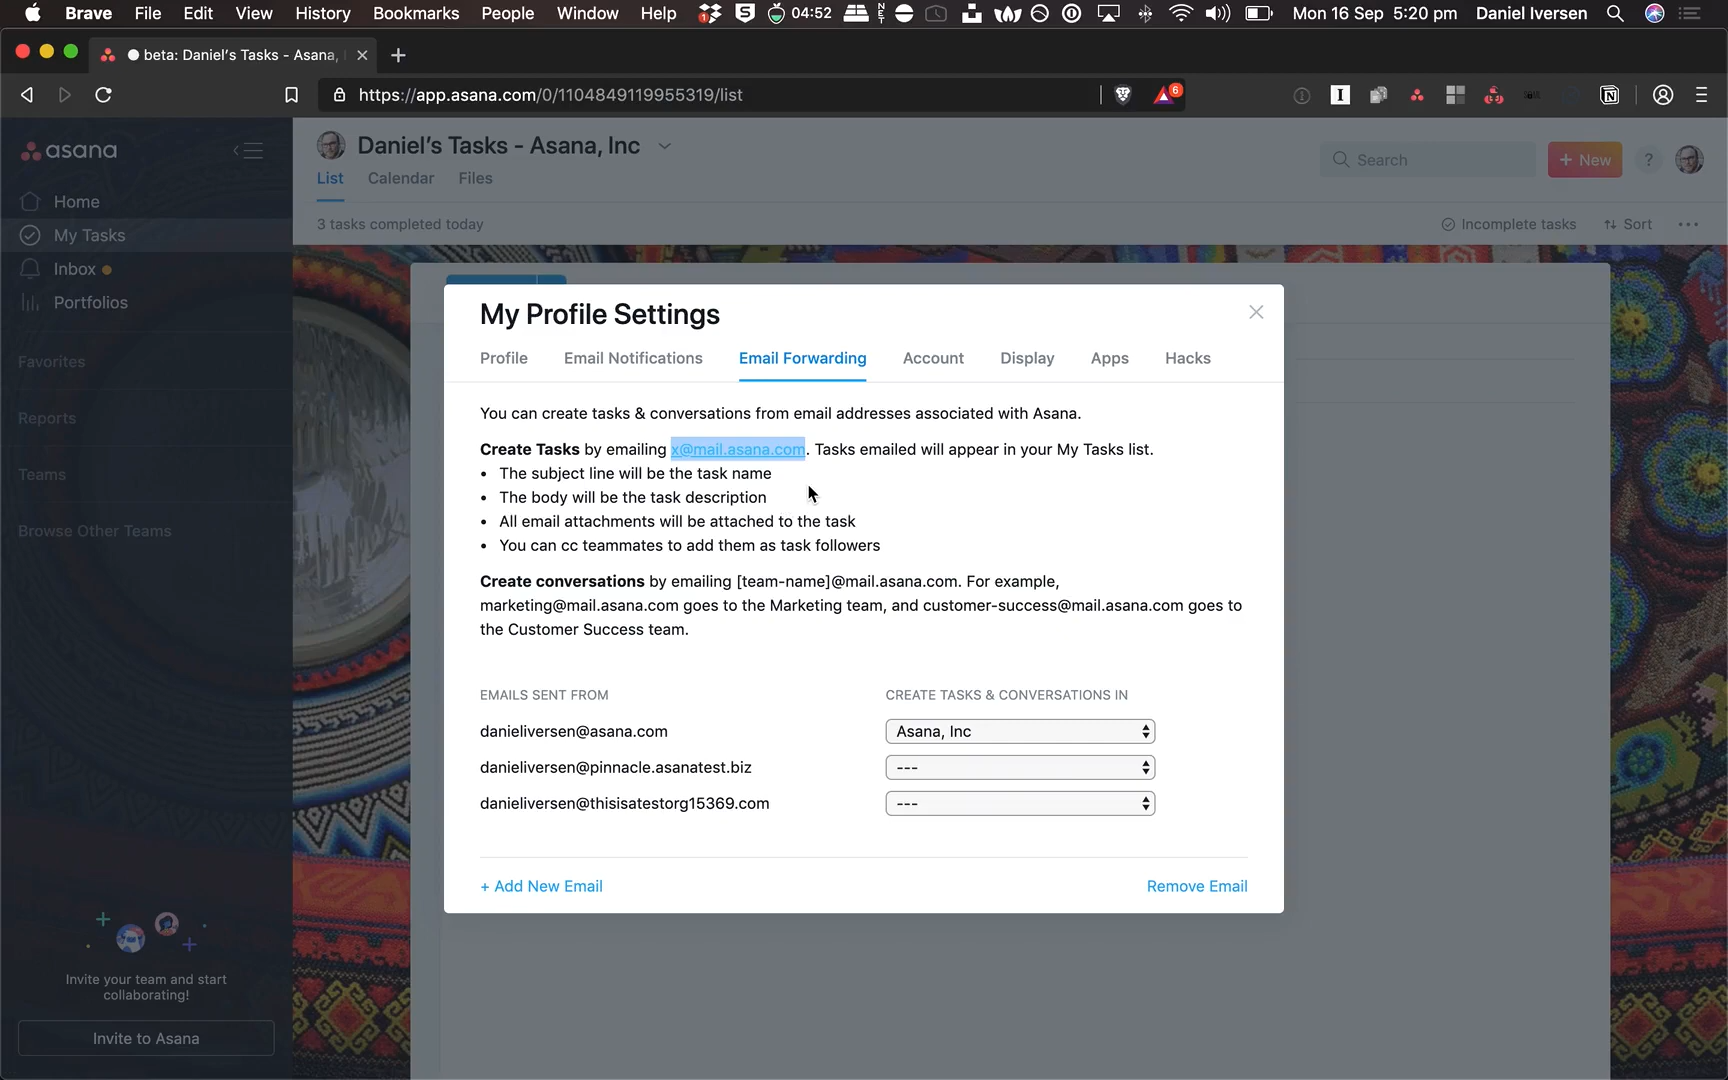 Brave File Edit View History Bookmarks People Window Help 04:52 Mon 16 Sep 5:20 pm Daniel Iversen
beta: Daniel's Tasks - Asana,
https://app.asana.com/0/1104849119955319/list
6
asana
Daniel's Tasks - Asana, Inc
List Calendar Files
Search
+ New
?
3 tasks completed today
Incomplete tasks
Sort
Home
My Tasks
Inbox
Portfolios
Favorites
Reports
Teams
Browse Other Teams
Invite your team and start
collaborating!
Invite to Asana
My Profile Settings
Profile Email Notifications Email Forwarding Account Display Apps Hacks
You can create tasks & conversations from email addresses associated with Asana.
Create Tasks by emailing x@mail.asana.com. Tasks emailed will appear in your My Tasks list.
• The subject line will be the task name
• The body will be the task description
• All email attachments will be attached to the task
• You can cc teammates to add them as task followers
Create conversations by emailing [team-name]@mail.asana.com. For example,
marketing@mail.asana.com goes to the Marketing team, and customer-success@mail.asana.com goes to
the Customer Success team.
EMAILS SENT FROM CREATE TASKS & CONVERSATIONS IN
danieliversen@asana.com Asana, Inc
danieliversen@pinnacle.asanatest.biz ---
danieliversen@thisisatestorg15369.com ---
+ Add New Email Remove Email